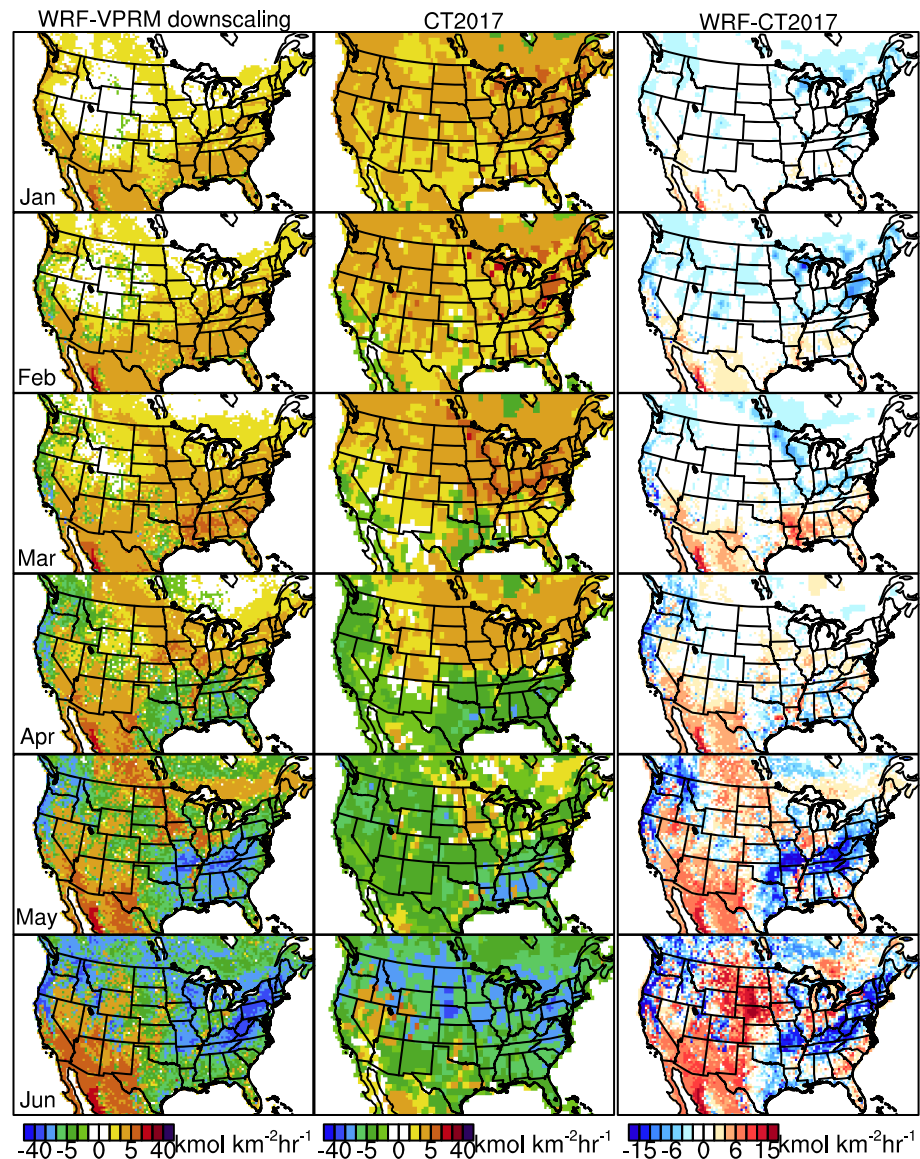 WRF-VPRM downscaling CT2017 WRF-CT2017
Jan
Feb
Mar
Apr
May
Jun
-40 -5 0 5 40 kmol km-2hr-1 -40 -5 0 5 40 kmol km-2hr-1 -15 -6 0 6 15 kmol km-2hr-1